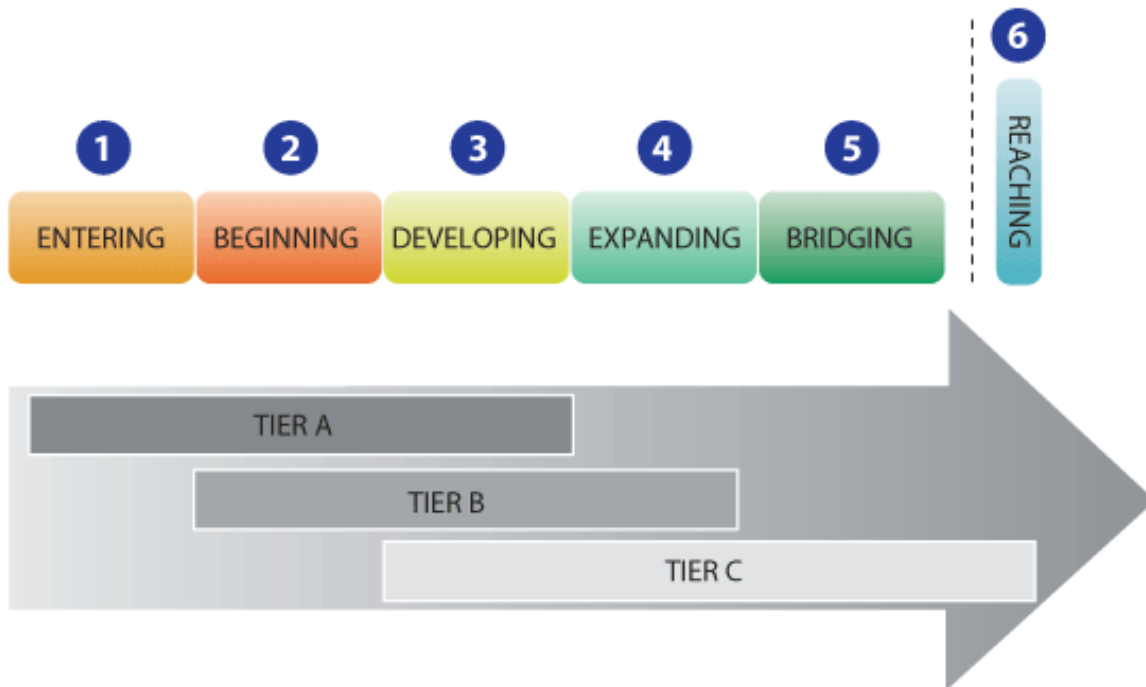 6
REACHING
1 2 3 4 5
ENTERING BEGINNING DEVELOPING EXPANDING BRIDGING
TIER A
TIER B
TIER C